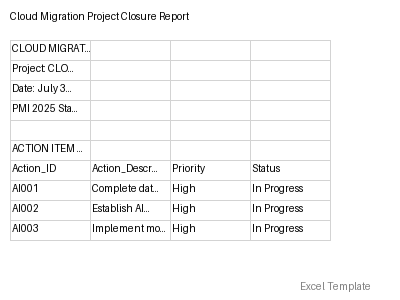 Cloud Migration Project Closure Report
CLOUD MIGRAT...
Project: CLO...
Date: July 3...
PMI 2025 Sta...
ACTION ITEM ...
Action_ID Action_Descr... Priority Status
AI001 Complete dat... High In Progress
AI002 Establish AI... High In Progress
AI003 Implement mo... High In Progress
Excel Template